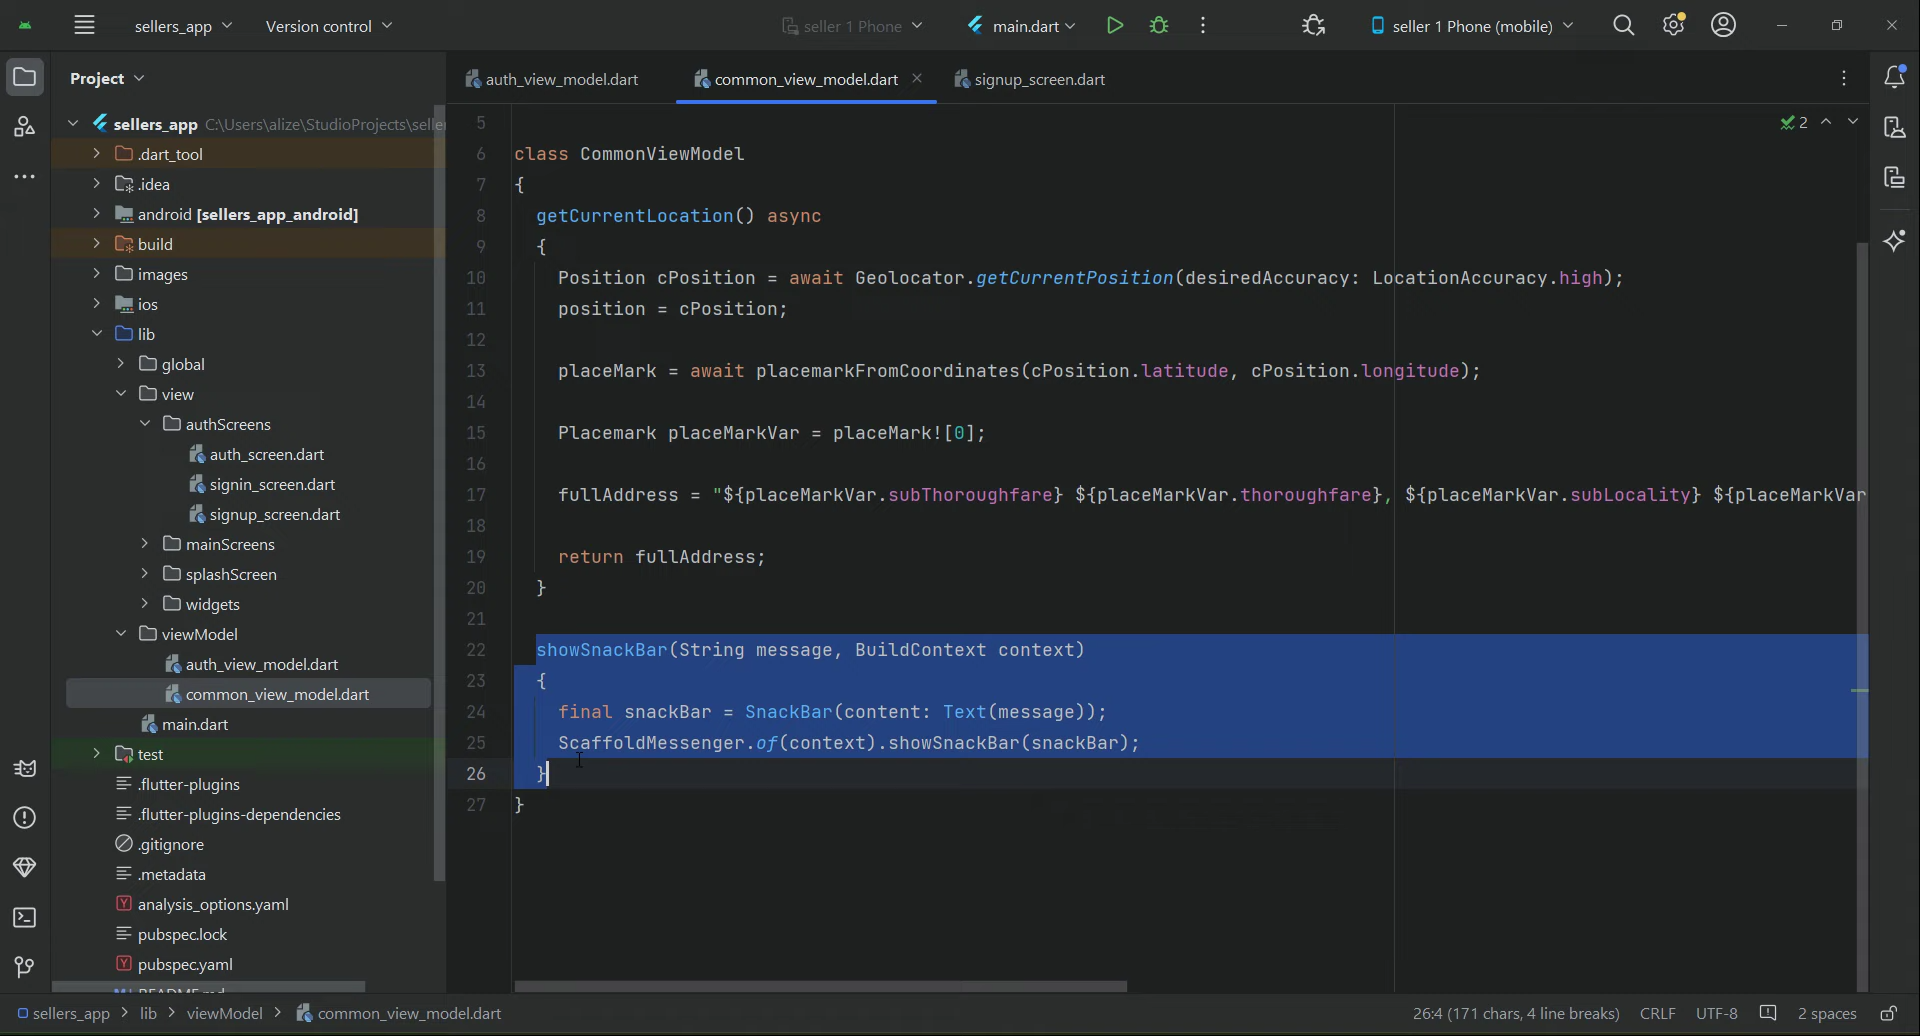 sellers_app
Version control
seller 1 Phone
main.dart
seller 1 Phone (mobile)
Project
auth_view_model.dart
common_view_model.dart
signup_screen.dart
sellers_app C:\Users\alize\StudioProjects\selle
.dart_tool
.idea
android [sellers_app_android]
build
images
ios
lib
global
view
authScreens
auth_screen.dart
signin_screen.dart
signup_screen.dart
mainScreens
splashScreen
widgets
viewModel
auth_view_model.dart
common_view_model.dart
main.dart
test
.flutter-plugins
.flutter-plugins-dependencies
.gitignore
.metadata
analysis_options.yaml
pubspec.lock
pubspec.yaml
2
5
6 class CommonViewModel
7 {
8 getCurrentLocation() async
9 {
10 Position cPosition = await Geolocator.getCurrentPosition(desiredAccuracy: LocationAccuracy.high);
11 position = cPosition;
12
13 placeMark = await placemarkFromCoordinates(cPosition.latitude, cPosition.longitude);
14
15 Placemark placeMarkVar = placeMark![0];
16
17 fullAddress = "${placeMarkVar.subThoroughfare} ${placeMarkVar.thoroughfare}, ${placeMarkVar.subLocality} ${placeMarkVar
18
19 return fullAddress;
20 }
21
22 showSnackBar(String message, BuildContext context)
23 {
24 final snackBar = SnackBar(content: Text(message));
25 ScaffoldMessenger.of(context).showSnackBar(snackBar);
26 }
27 }
sellers_app > lib > viewModel > common_view_model.dart
26:4 (171 chars, 4 line breaks) CRLF UTF-8 2 spaces